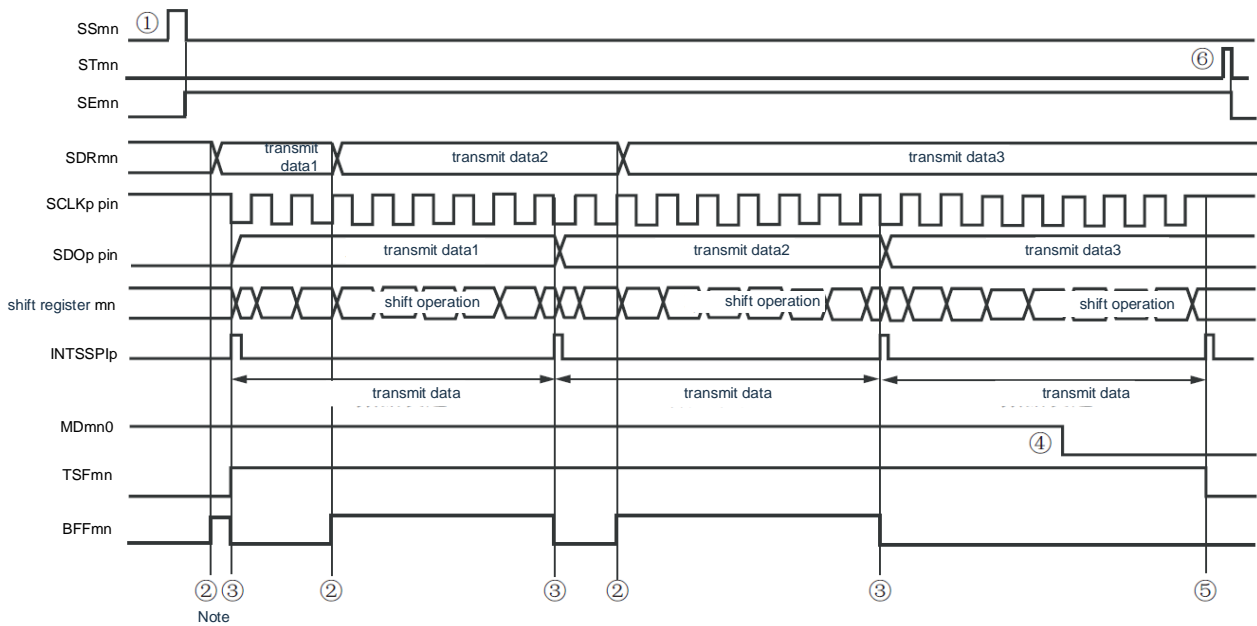 ① SSmn
⑥ STmn
SEmn
SDRmn transmit data1 transmit data2 transmit data3
SCLKp pin
SDOp pin transmit data1 transmit data2 transmit data3
shift register mn shift operation shift operation shift operation
INTSSPIp
transmit data transmit data transmit data
MDmn0 ④
TSFmn
BFFmn
② ③ ② ③ ② ③ ⑤
Note